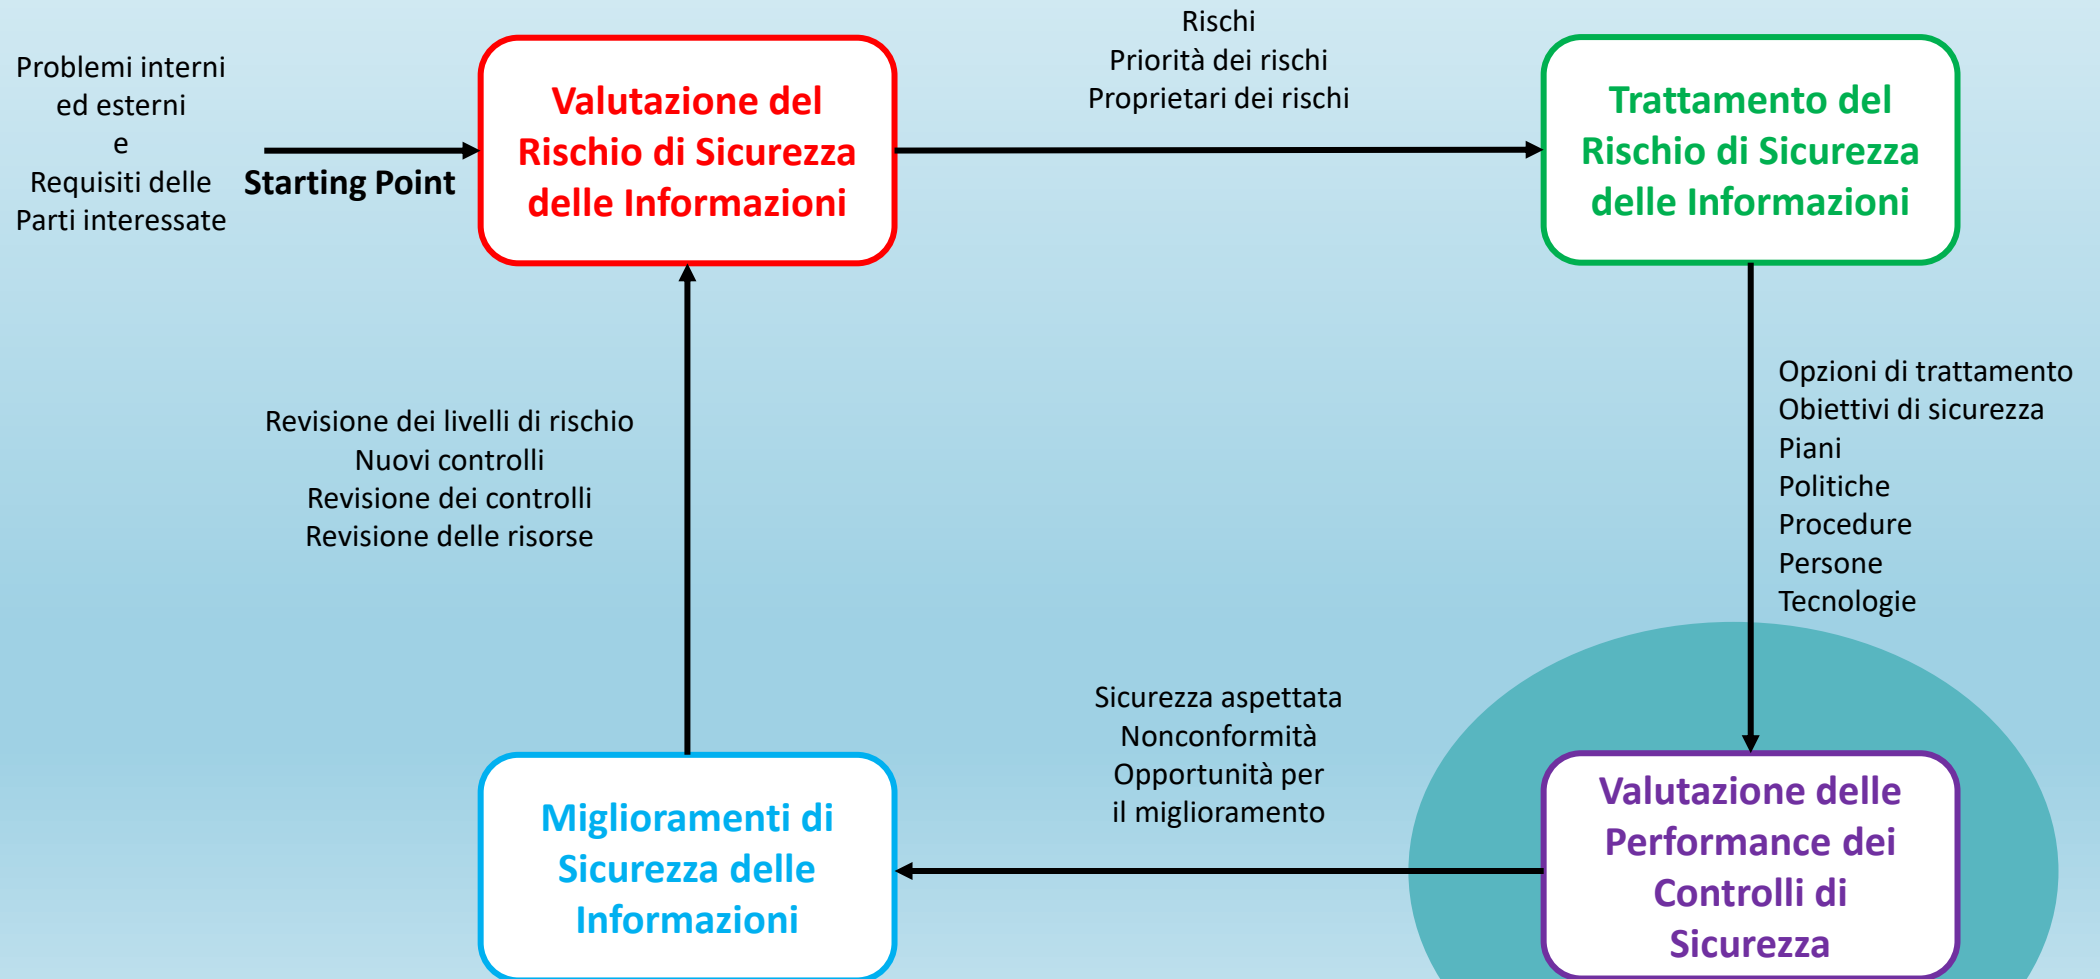 Problemi interni
ed esterni
e
Requisiti delle
Parti interessate
Starting Point
Valutazione del
Rischio di Sicurezza
delle Informazioni
Rischi
Priorità dei rischi
Proprietari dei rischi
Trattamento del
Rischio di Sicurezza
delle Informazioni
Opzioni di trattamento
Obiettivi di sicurezza
Piani
Politiche
Procedure
Persone
Tecnologie
Valutazione delle
Performance dei
Controlli di
Sicurezza
Sicurezza aspettata
Nonconformità
Opportunità per
il miglioramento
Miglioramenti di
Sicurezza delle
Informazioni
Revisione dei livelli di rischio
Nuovi controlli
Revisione dei controlli
Revisione delle risorse